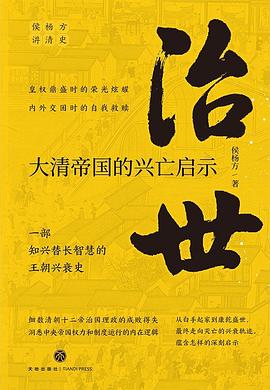 侯杨方
讲清史
皇权鼎盛时的荣光炫耀
内外交困时的自我救赎
治世
侯杨方/著
大清帝国的兴亡启示
一部
知兴替长智慧的
王朝兴衰史
细数清朝十二帝治国理政的成败得失
洞悉中央帝国权力和制度运行的内在逻辑
从白手起家到康乾盛世，
最终走向灭亡的兴衰轨迹，
蕴含怎样的深刻启示
天地出版社 | TIANDI PRESS